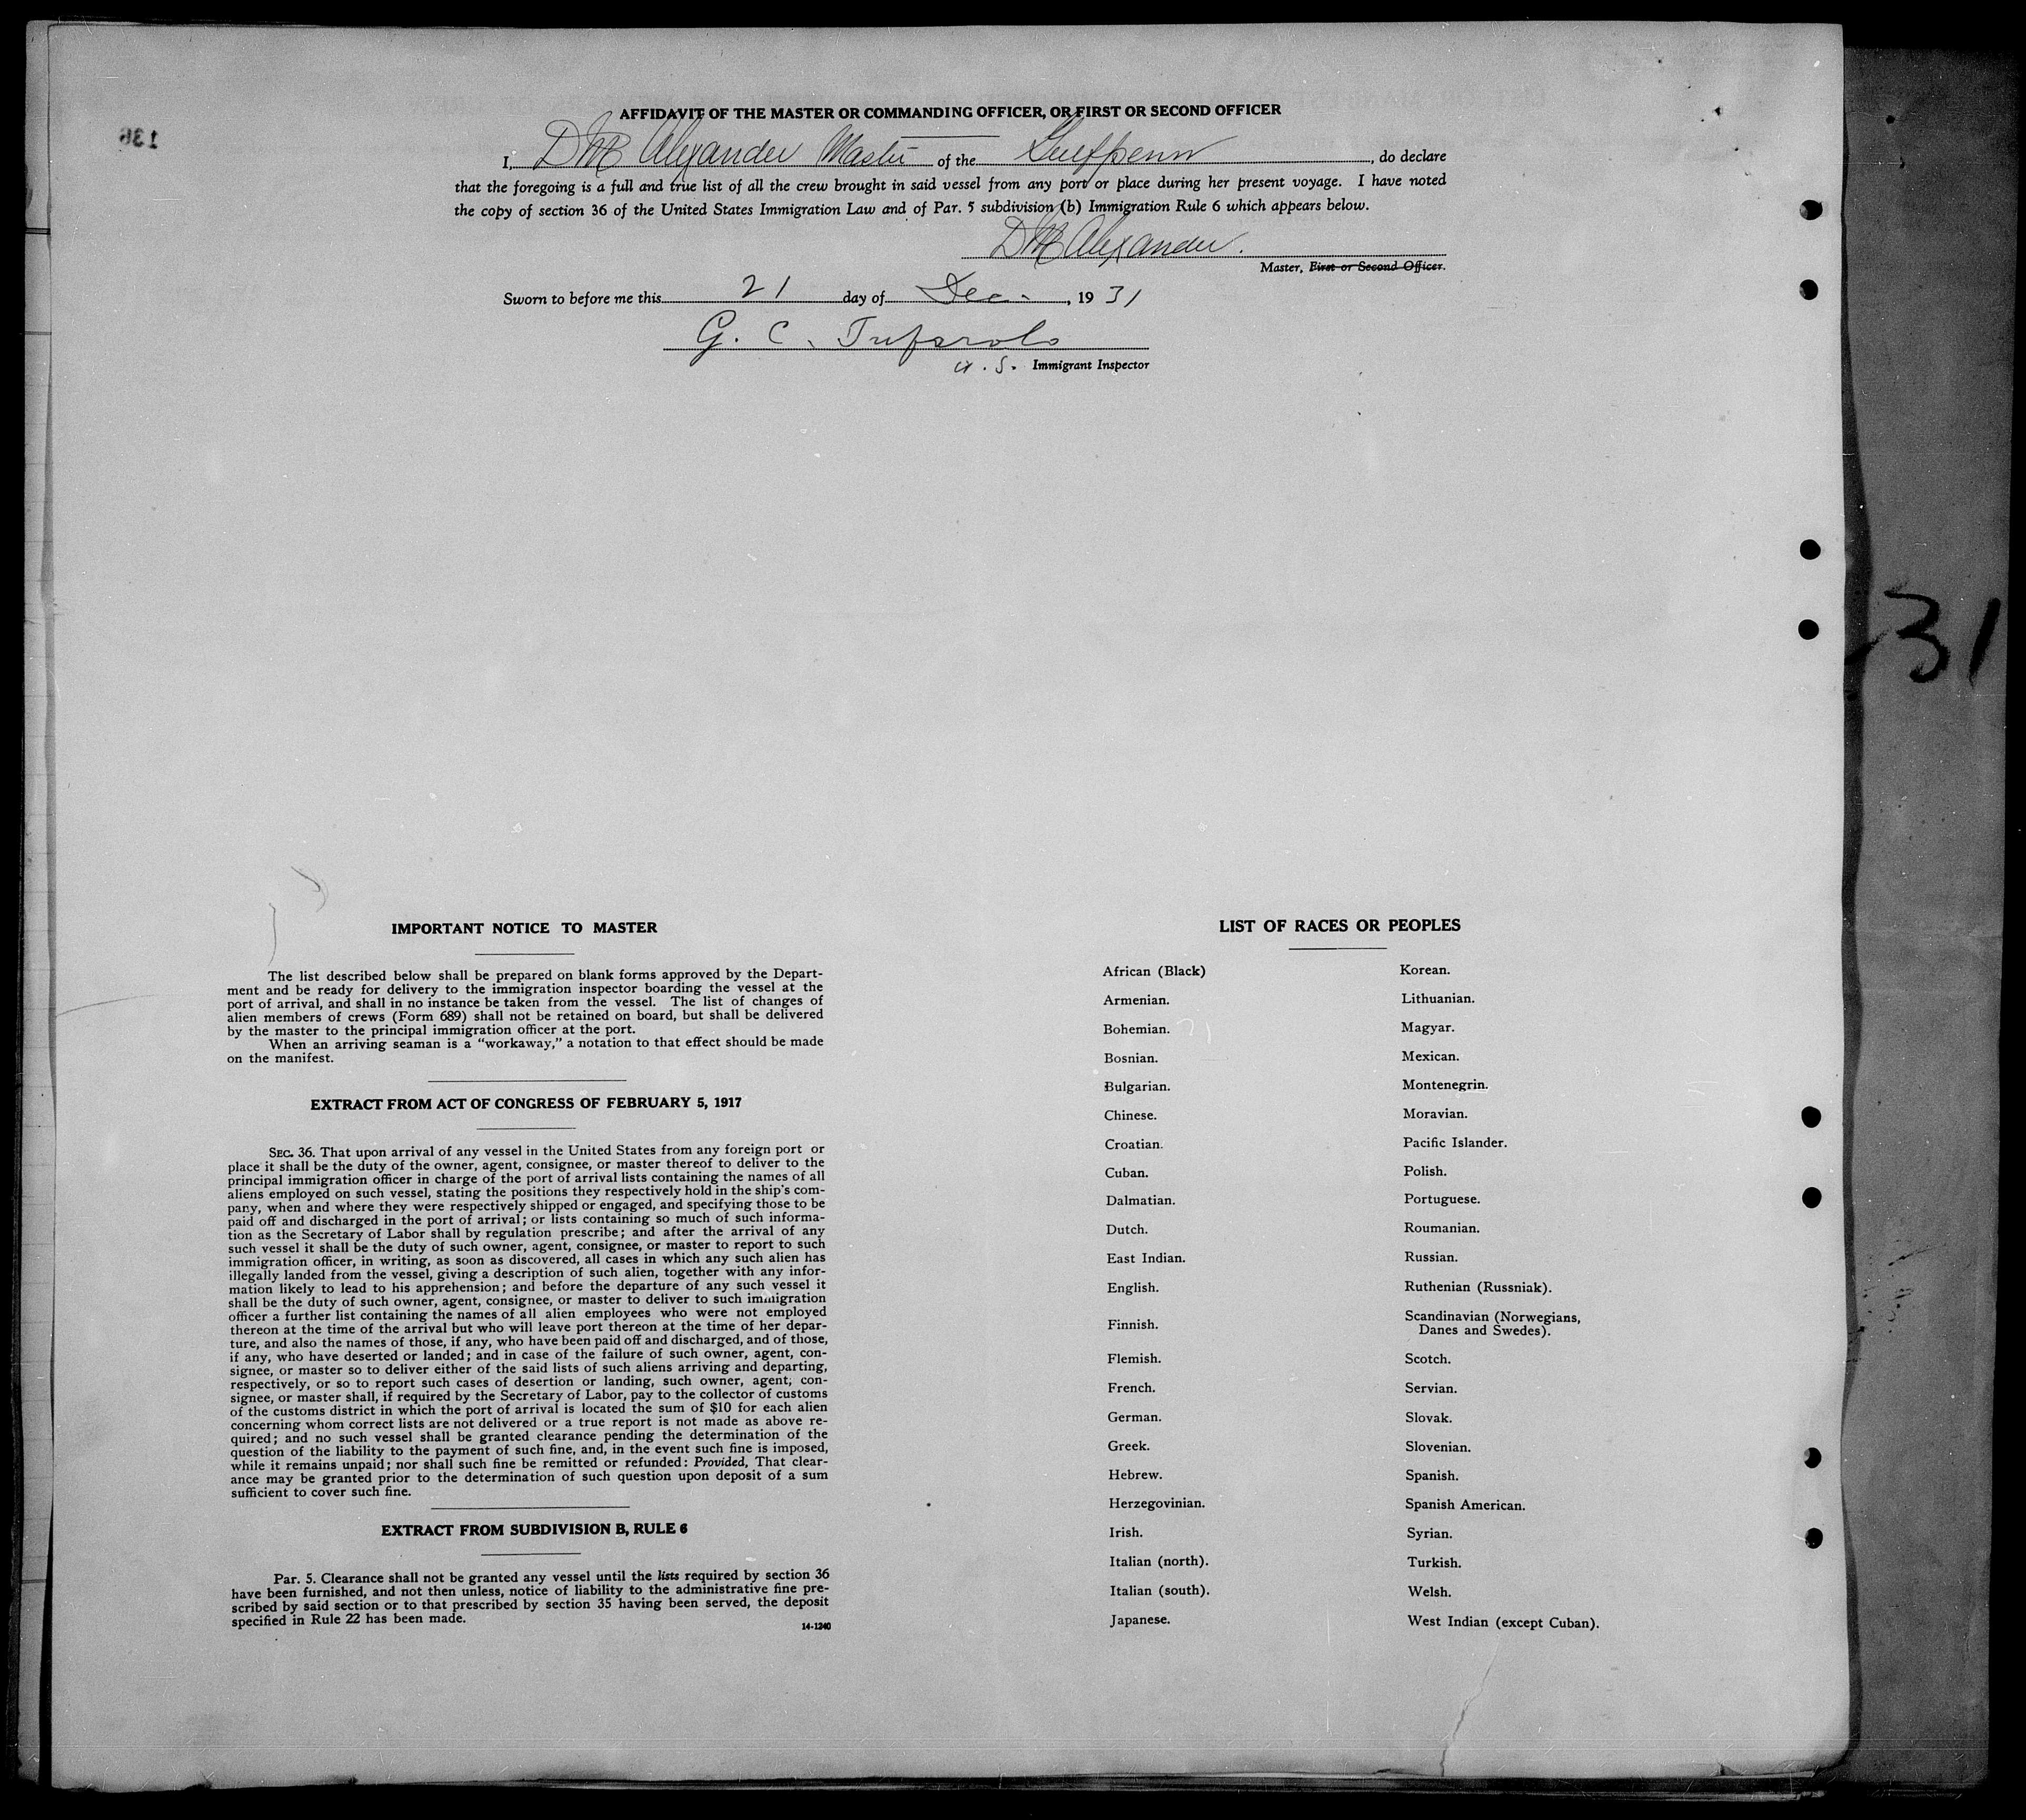 AFFIDAVIT OF THE MASTER OR COMMANDING OFFICER, OR FIRST OR SECOND OFFICER
136
I, D M Alexander Master of the Gulfpenn, do declare
that the foregoing is a full and true list of all the crew brought in said vessel from any port or place during her present voyage. I have noted
the copy of section 36 of the United States Immigration Law and of Par. 5 subdivision (b) Immigration Rule 6 which appears below.
D M Alexander.
Master, First or Second Officer.
Sworn to before me this 21 day of Dec., 1931
G. C.
U.S. Immigrant Inspector
31
IMPORTANT NOTICE TO MASTER
The list described below shall be prepared on blank forms approved by the Depart-
ment and be ready for delivery to the immigration inspector boarding the vessel at the
port of arrival, and shall in no instance be taken from the vessel. The list of changes of
alien members of crews (Form 689) shall not be retained on board, but shall be delivered
by the master to the principal immigration officer at the port.
When an arriving seaman is a “workaway,” a notation to that effect should be made
on the manifest.
EXTRACT FROM ACT OF CONGRESS OF FEBRUARY 5, 1917
SEC. 36. That upon arrival of any vessel in the United States from any foreign port or
place it shall be the duty of the owner, agent, consignee, or master thereof to deliver to the
principal immigration officer in charge of the port of arrival lists containing the names of all
aliens employed on such vessel, stating the positions they respectively hold in the ship's com-
pany, when and where they were respectively shipped or engaged, and specifying those to be
paid off and discharged in the port of arrival; or lists containing so much of such informa-
tion as the Secretary of Labor shall by regulation prescribe; and after the arrival of any
such vessel it shall be the duty of such owner, agent, consignee, or master to report to such
immigration officer, in writing, as soon as discovered, all cases in which any such alien has
illegally landed from the vessel, giving a description of such alien, together with any infor-
mation likely to lead to his apprehension; and before the departure of any such vessel it
shall be the duty of such owner, agent, consignee, or master to deliver to such immigration
officer a further list containing the names of all alien employees who were not employed
thereon at the time of the arrival but who will leave port thereon at the time of her depar-
ture, and also the names of those, if any, who have been paid off and discharged, and of those,
if any, who have deserted or landed; and in case of the failure of such owner, agent, con-
signee, or master so to deliver either of the said lists of such aliens arriving and departing,
respectively, or so to report such cases of desertion or landing, such owner, agent, con-
signee, or master shall, if required by the Secretary of Labor, pay to the collector of customs
of the customs district in which the port of arrival is located the sum of $10 for each alien
concerning whom correct lists are not delivered or a true report is not made as above re-
quired; and no such vessel shall be granted clearance pending the determination of the
question of the liability to the payment of such fine, and, in the event such fine is imposed,
while it remains unpaid; nor shall such fine be remitted or refunded: Provided, That clear-
ance may be granted prior to the determination of such question upon deposit of a sum
sufficient to cover such fine.
EXTRACT FROM SUBDIVISION B, RULE 6
Par. 5. Clearance shall not be granted any vessel until the lists required by section 36
have been furnished, and not then unless, notice of liability to the administrative fine pre-
scribed by said section or to that prescribed by section 35 having been served, the deposit
specified in Rule 22 has been made.
14-1240
LIST OF RACES OR PEOPLES
African (Black)
Armenian.
Bohemian.
Bosnian.
Bulgarian.
Chinese.
Croatian.
Cuban.
Dalmatian.
Dutch.
East Indian.
English.
Finnish.
Flemish.
French.
German.
Greek.
Hebrew.
Herzegovinian.
Irish.
Italian (north).
Italian (south).
Japanese.
Korean.
Lithuanian.
Magyar.
Mexican.
Montenegrin.
Moravian.
Pacific Islander.
Polish.
Portuguese.
Roumanian.
Russian.
Ruthenian (Russniak).
Scandinavian (Norwegians,
Danes and Swedes).
Scotch.
Servian.
Slovak.
Slovenian.
Spanish.
Spanish American.
Syrian.
Turkish.
Welsh.
West Indian (except Cuban).